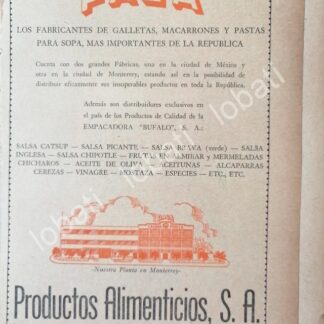 LOS FABRICANTES DE GALLETAS, MACARRONES Y PASTAS
PARA SOPA, MAS IMPORTANTES DE LA REPUBLICA
Cuenta con dos grandes Fábricas, una en la ciudad de México y
otra en la ciudad de Monterrey, estando así en la posibilidad de
distribuir eficazmente sus insuperables productos en toda la República.
Además son distribuidores exclusivos en
el país de los Productos de Calidad de la
EMPACADORA "BUFALO", S. A.:
SALSA CATSUP — SALSA PICANTE — SALSA (verde) — SALSA
INGLESA — SALSA CHIPOTLE — FRUTAS EN ALMIBAR y MERMELADAS
CHICHAROS — ACEITE DE OLIVA — ACEITUNAS — ALCAPARRAS
CEREZAS — VINAGRE — MOSTAZA — ESPECIES — ETC., ETC.
—Nuestra Planta en Monterrey—
Productos Alimenticios, S. A.
lobati